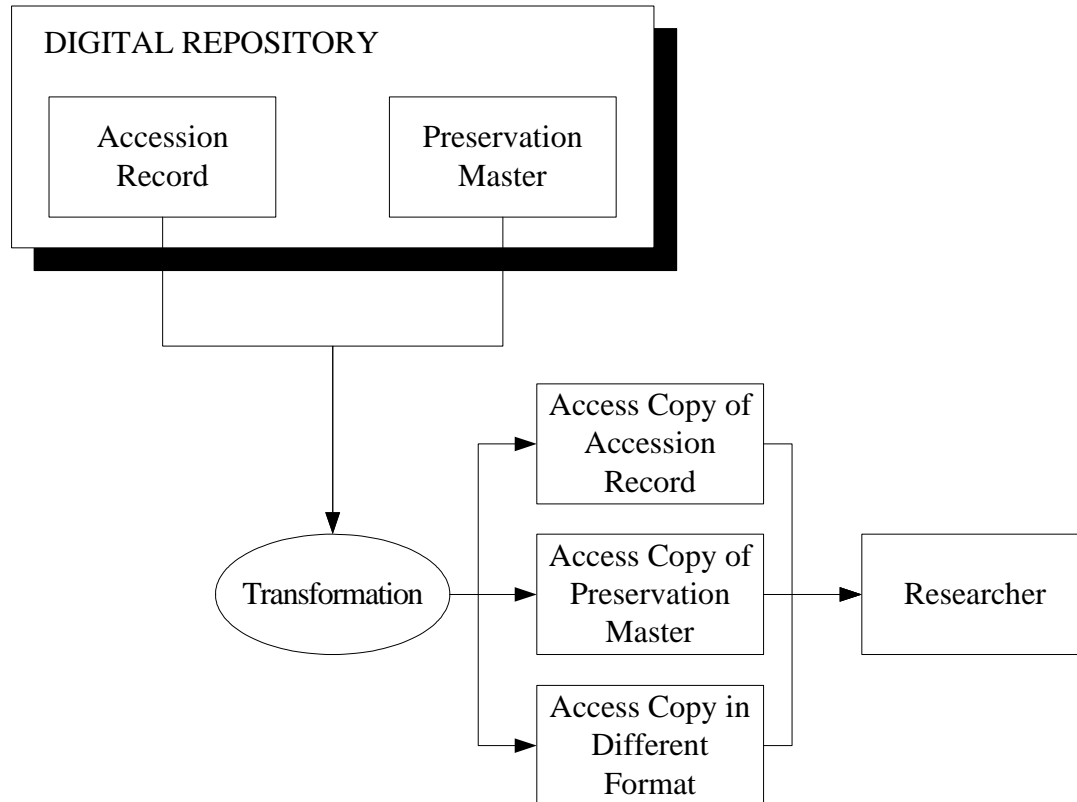 DIGITAL REPOSITORY
Accession
Record
Preservation
Master
Access Copy of
Accession
Record
Transformation
Access Copy of
Preservation
Master
Researcher
Access Copy in
Different
Format